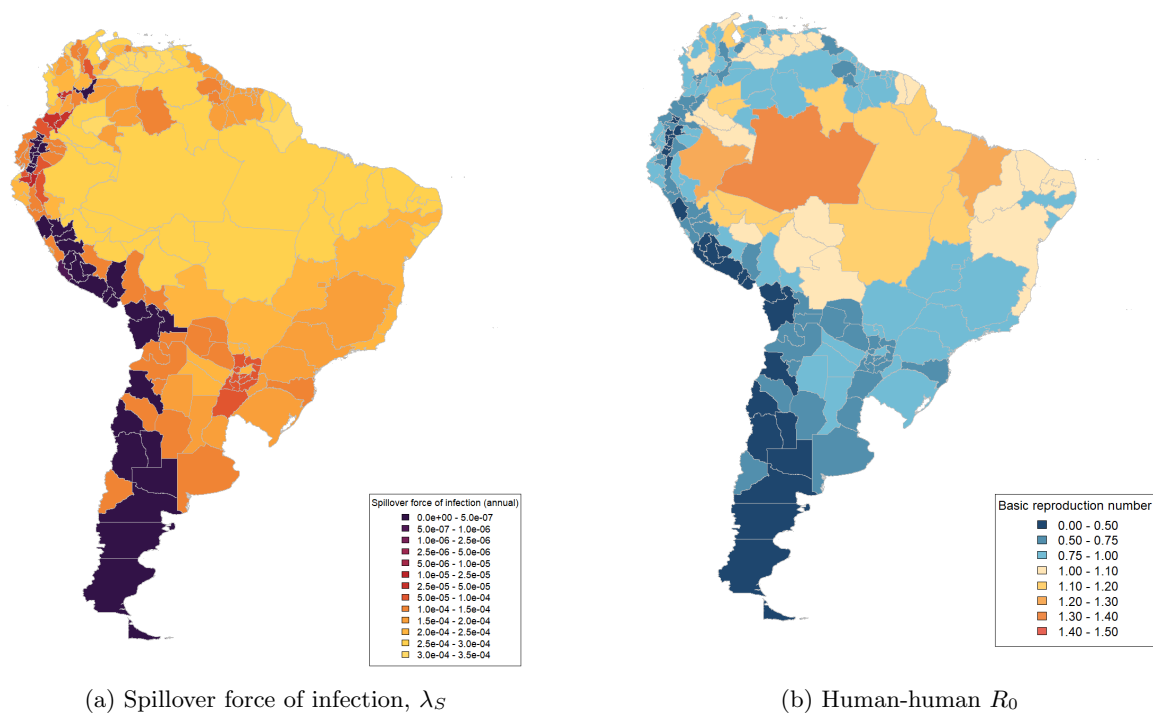 Spillover force of infection (annual)
0.0e+00 - 5.0e-07
5.0e-07 - 1.0e-06
1.0e-06 - 2.5e-06
2.5e-06 - 5.0e-06
5.0e-06 - 1.0e-05
1.0e-05 - 2.5e-05
2.5e-05 - 5.0e-05
5.0e-05 - 1.0e-04
1.0e-04 - 1.5e-04
1.5e-04 - 2.0e-04
2.0e-04 - 2.5e-04
2.5e-04 - 3.0e-04
3.0e-04 - 3.5e-04
(a) Spillover force of infection, λ_S
Basic reproduction number
0.00 - 0.50
0.50 - 0.75
0.75 - 1.00
1.00 - 1.10
1.10 - 1.20
1.20 - 1.30
1.30 - 1.40
1.40 - 1.50
(b) Human-human R_0